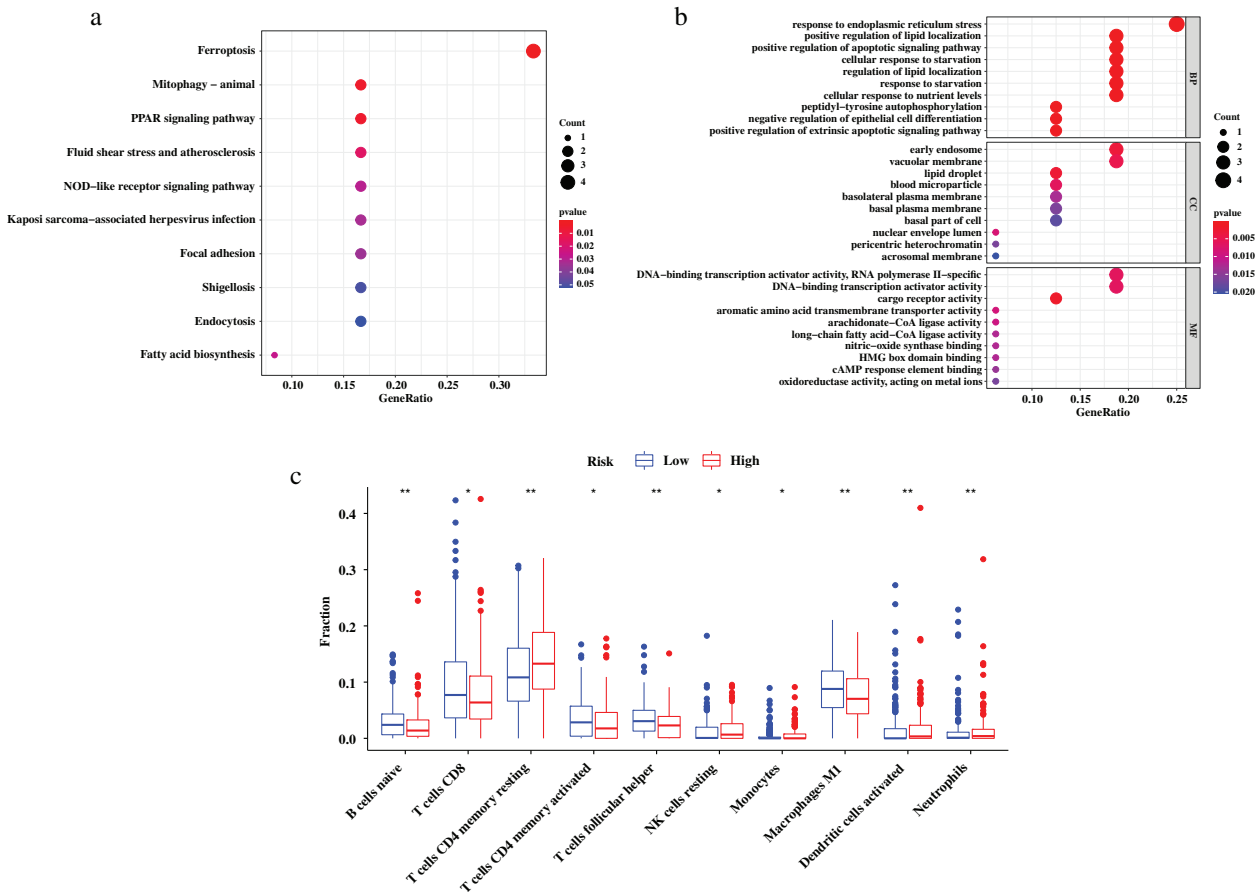 a
Ferroptosis
Mitophagy − animal
PPAR signaling pathway
Fluid shear stress and atherosclerosis
NOD−like receptor signaling pathway
Kaposi sarcoma−associated herpesvirus infection
Focal adhesion
Shigellosis
Endocytosis
Fatty acid biosynthesis
0.10 0.15 0.20 0.25 0.30
GeneRatio
Count
1
2
3
4
pvalue
0.01
0.02
0.03
0.04
0.05
b
response to endoplasmic reticulum stress
positive regulation of lipid localization
positive regulation of apoptotic signaling pathway
cellular response to starvation
regulation of lipid localization
response to starvation
cellular response to nutrient levels
peptidyl−tyrosine autophosphorylation
negative regulation of epithelial cell differentiation
positive regulation of extrinsic apoptotic signaling pathway
BP
early endosome
vacuolar membrane
lipid droplet
blood microparticle
basolateral plasma membrane
basal plasma membrane
basal part of cell
nuclear envelope lumen
pericentric heterochromatin
acrosomal membrane
CC
DNA−binding transcription activator activity, RNA polymerase II−specific
DNA−binding transcription activator activity
cargo receptor activity
aromatic amino acid transmembrane transporter activity
arachidonate−CoA ligase activity
long−chain fatty acid−CoA ligase activity
nitric−oxide synthase binding
HMG box domain binding
cAMP response element binding
oxidoreductase activity, acting on metal ions
MF
0.10 0.15 0.20 0.25
GeneRatio
Count
1
2
3
4
pvalue
0.005
0.010
0.015
0.020
c
Risk Low High
** * ** * ** * * ** ** **
Fraction
0.4
0.3
0.2
0.1
0.0
B cells naive
T cells CD8
T cells CD4 memory resting
T cells CD4 memory activated
T cells follicular helper
NK cells resting
Monocytes
Macrophages M1
Dendritic cells activated
Neutrophils